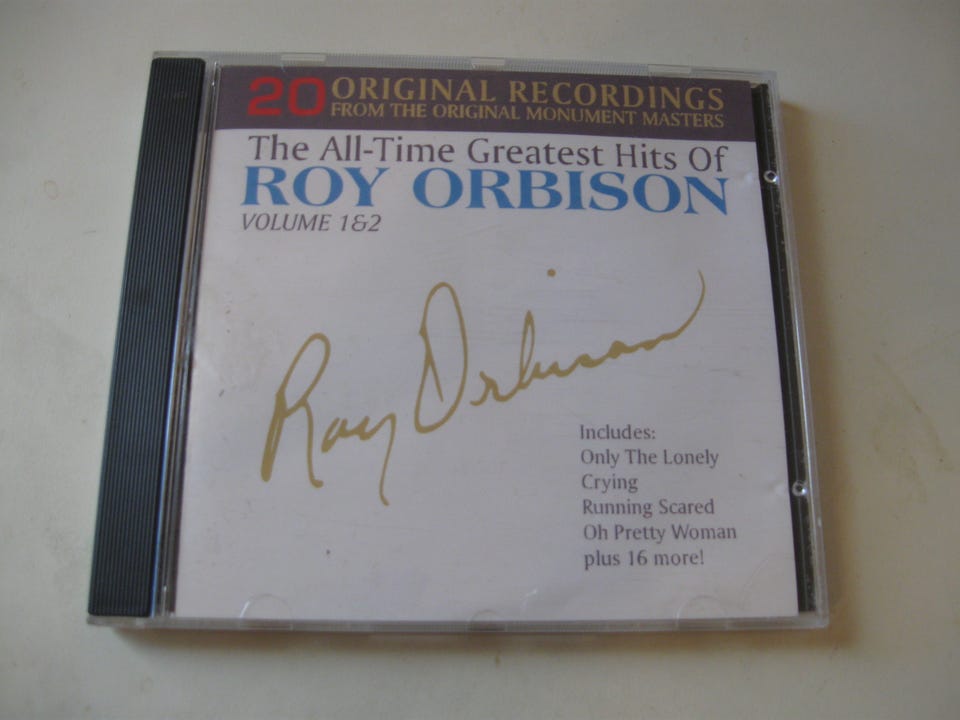 20 ORIGINAL RECORDINGS
FROM THE ORIGINAL MONUMENT MASTERS
The All-Time Greatest Hits Of
ROY ORBISON
VOLUME 1&2
Roy Orbison
Includes:
Only The Lonely
Crying
Running Scared
Oh Pretty Woman
plus 16 more!